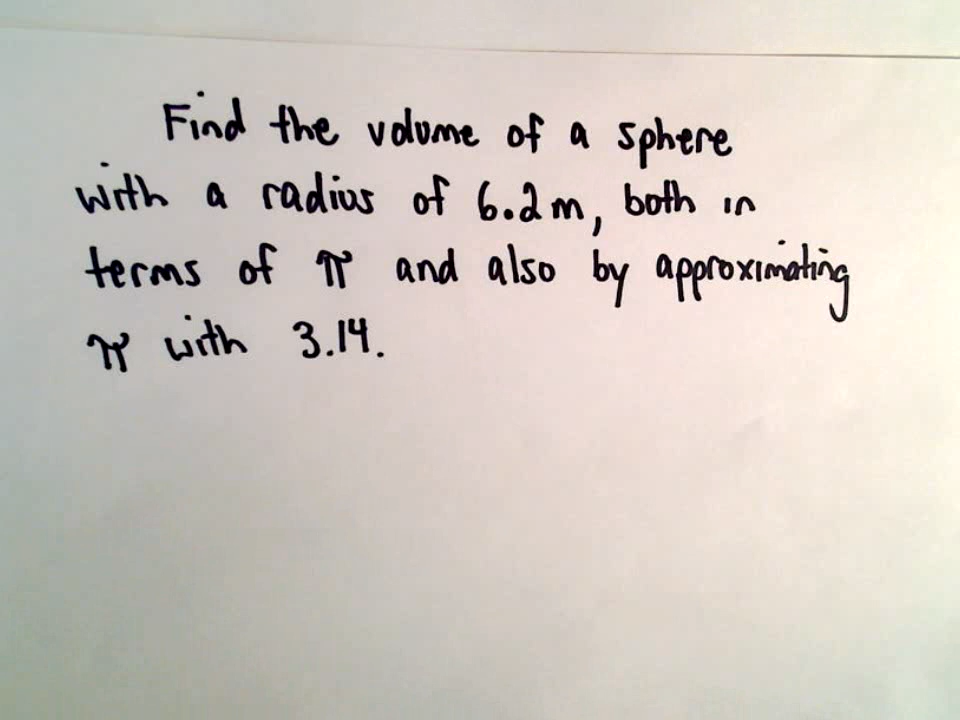 Find the volume of a sphere
with a radius of 6.2m, both in
terms of π and also by approximating
π with 3.14.